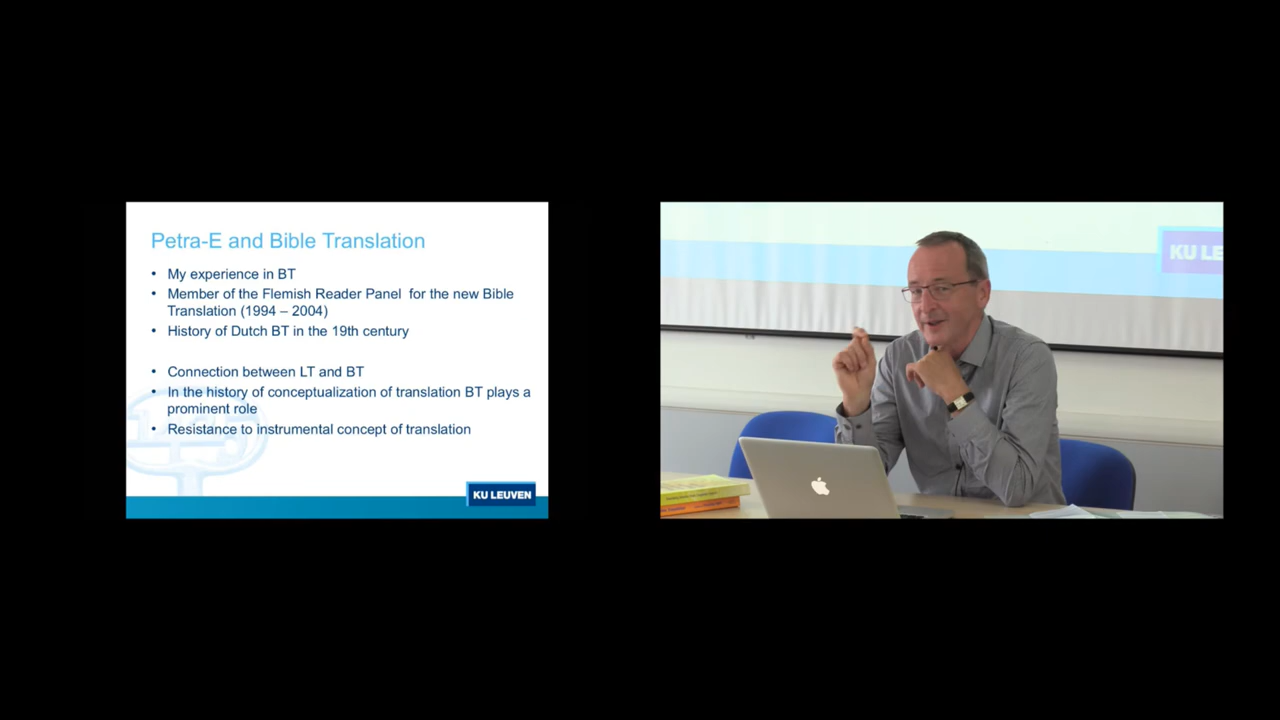 Petra-E and Bible Translation
• My experience in BT
• Member of the Flemish Reader Panel for the new Bible
Translation (1994 – 2004)
• History of Dutch BT in the 19th century
• Connection between LT and BT
• In the history of conceptualization of translation BT plays a
prominent role
• Resistance to instrumental concept of translation
KU LEUVEN
KU LE